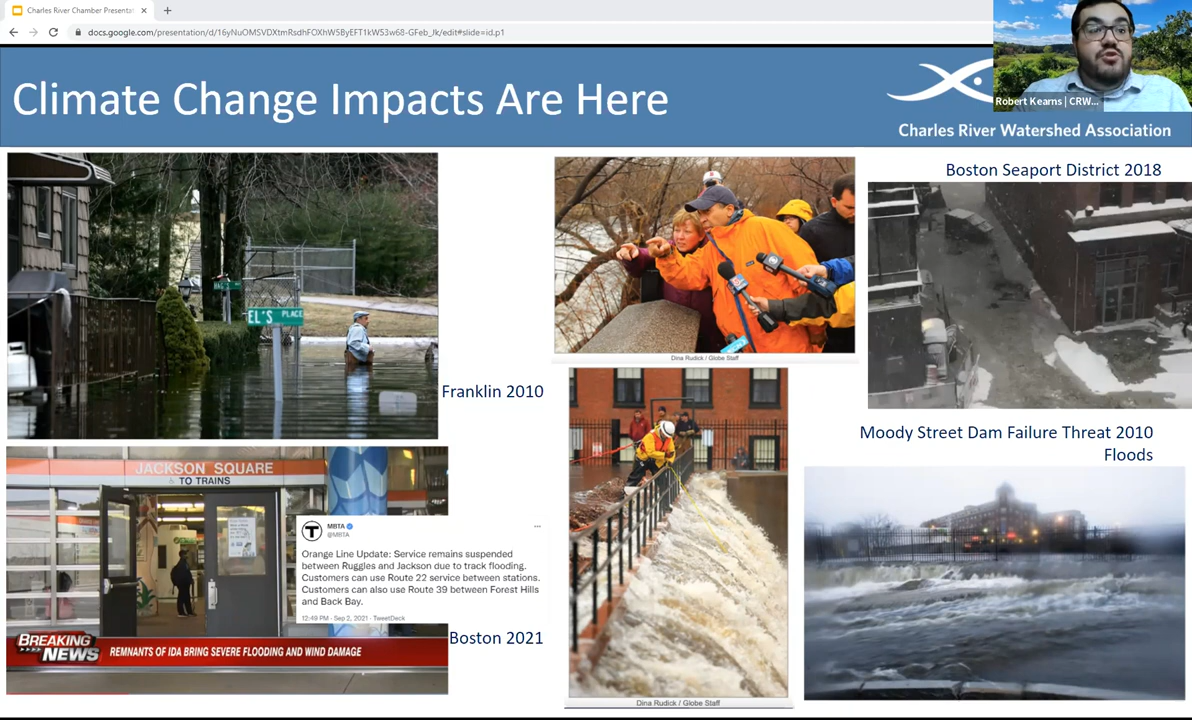 Charles River Chamber Presentat
docs.google.com/presentation/d/16yNuOMSVDXtmRsdhFOXhW5ByEFT1kW53w68-GFeb_Jk/edit#slide=id.p1
Climate Change Impacts Are Here
Robert Kearns | CRW...
Charles River Watershed Association
Boston Seaport District 2018
EL'S PLACE
Franklin 2010
Dina Rudick / Globe Staff
Moody Street Dam Failure Threat 2010
Floods
JACKSON SQUARE
TO TRAINS
T
MBTA
@MBTA
Orange Line Update: Service remains suspended
between Ruggles and Jackson due to track flooding.
Customers can use Route 22 service between stations.
Customers can also use Route 39 between Forest Hills
and Back Bay.
12:49 PM · Sep 2, 2021 · TweetDeck
Boston 2021
BREAKING
NEWS
REMNANTS OF IDA BRING SEVERE FLOODING AND WIND DAMAGE
Dina Rudick / Globe Staff